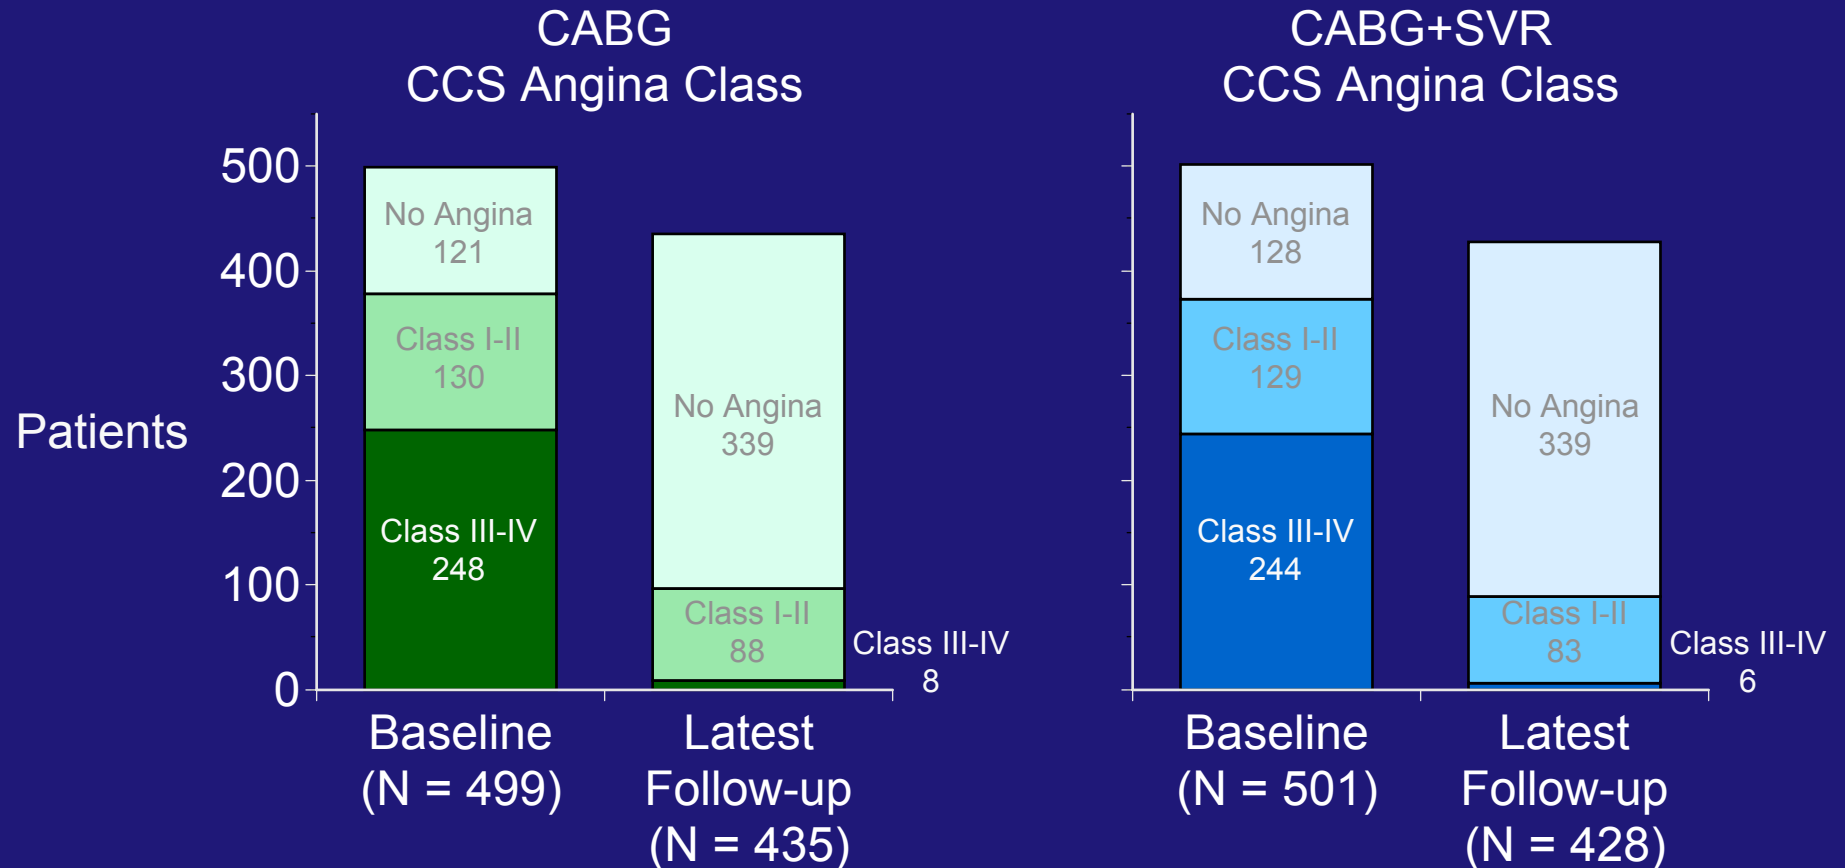 CABG
CCS Angina Class
500
400
300
200
100
0
Patients
No Angina
121
Class I-II
130
Class III-IV
248
No Angina
339
Class I-II
88
Class III-IV
8
Baseline
(N = 499)
Latest
Follow-up
(N = 435)
CABG+SVR
CCS Angina Class
No Angina
128
Class I-II
129
Class III-IV
244
No Angina
339
Class I-II
83
Class III-IV
6
Baseline
(N = 501)
Latest
Follow-up
(N = 428)